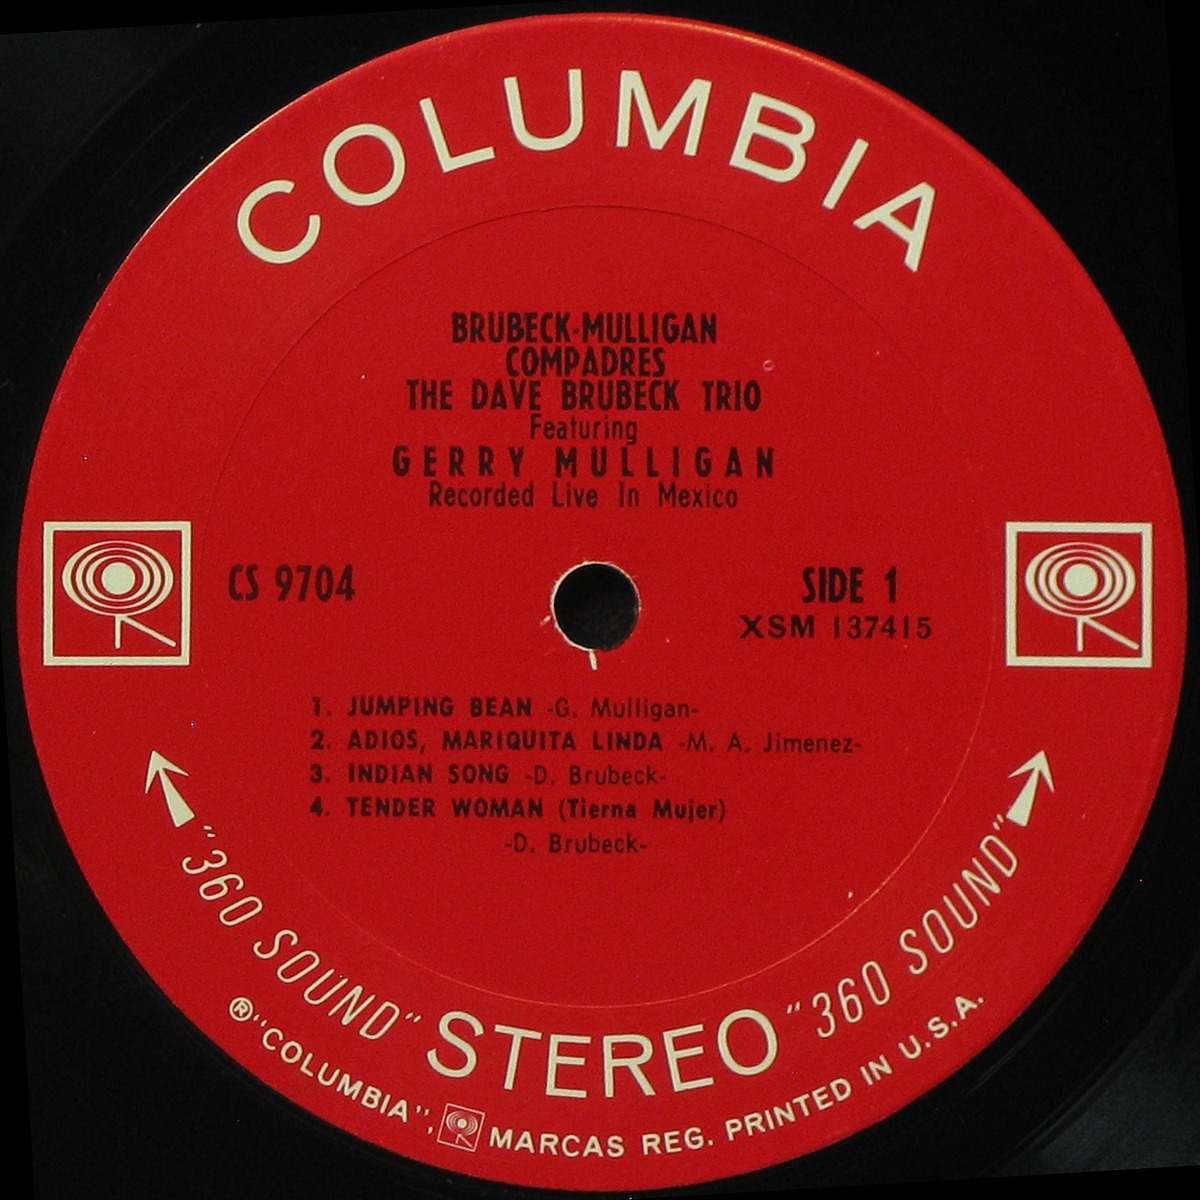 COLUMBIA
BRUBECK-MULLIGAN
COMPADRES
THE DAVE BRUBECK TRIO
Featuring
GERRY MULLIGAN
Recorded Live In Mexico
CS 9704
SIDE 1
XSM 137415
1. JUMPING BEAN -G. Mulligan-
2. ADIOS, MARIQUITA LINDA -M. A. Jimenez-
3. INDIAN SONG -D. Brubeck-
4. TENDER WOMAN (Tierna Mujer)
-D. Brubeck-
"360 SOUND" STEREO "360 SOUND"
®"COLUMBIA", MARCAS REG. PRINTED IN U.S.A.